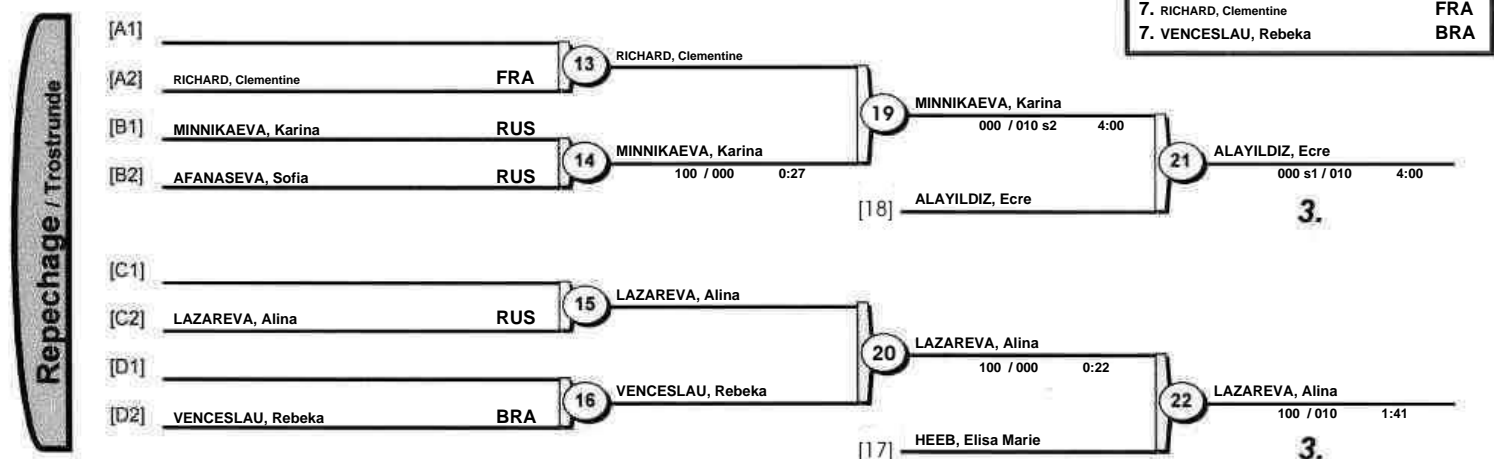 7. RICHARD, Clementine FRA
7. VENCESLAU, Rebeka BRA
Repechage / Trostrunde
[A1]
[A2] RICHARD, Clementine FRA
13 RICHARD, Clementine
[B1] MINNIKAEVA, Karina RUS
[B2] AFANASEVA, Sofia RUS
14 MINNIKAEVA, Karina
100 / 000 0:27
19 MINNIKAEVA, Karina
000 / 010 s2 4:00
[18] ALAYILDIZ, Ecre
21 ALAYILDIZ, Ecre
000 s1 / 010 4:00
3.
[C1]
[C2] LAZAREVA, Alina RUS
15 LAZAREVA, Alina
[D1]
[D2] VENCESLAU, Rebeka BRA
16 VENCESLAU, Rebeka
20 LAZAREVA, Alina
100 / 000 0:22
[17] HEEB, Elisa Marie
22 LAZAREVA, Alina
100 / 010 1:41
3.